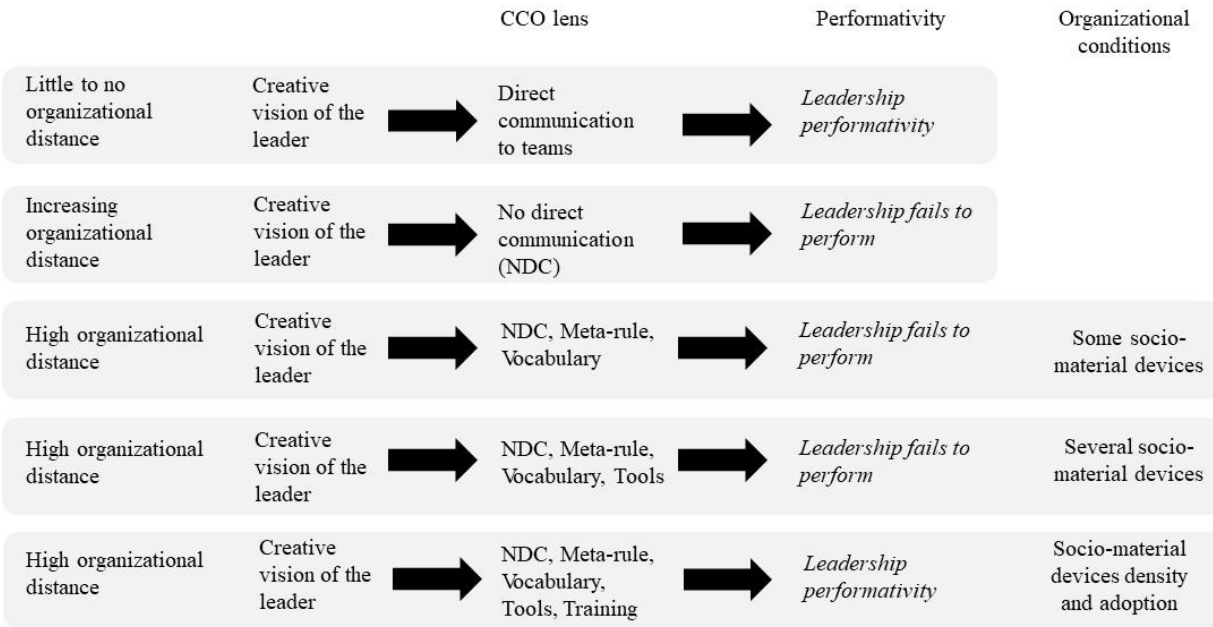 CCO lens
Performativity
Organizational
conditions
Little to no
organizational
distance
Creative
vision of the
leader
Direct
communication
to teams
Leadership
performativity
Increasing
organizational
distance
Creative
vision of the
leader
No direct
communication
(NDC)
Leadership fails to
perform
High organizational
distance
Creative
vision of the
leader
NDC, Meta-rule,
Vocabulary
Leadership fails to
perform
Some socio-
material devices
High organizational
distance
Creative
vision of the
leader
NDC, Meta-rule,
Vocabulary, Tools
Leadership fails to
perform
Several socio-
material devices
High organizational
distance
Creative
vision of the
leader
NDC, Meta-rule,
Vocabulary,
Tools, Training
Leadership
performativity
Socio-material
devices density
and adoption